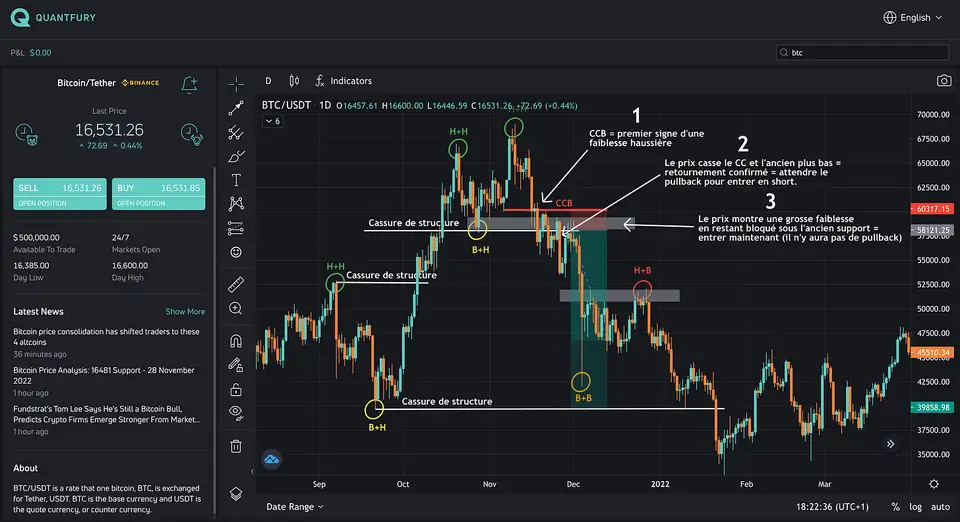 QUANTFURY
English
P&L $0.00
btc
Bitcoin/Tether BINANCE
Last Price
16,531.26
72.69 0.44%
SELL 16,531.26
OPEN POSITION
BUY 16,531.85
OPEN POSITION
$ 500,000.00
Available To Trade
24/7
Markets Open
16,385.00
Day Low
16,600.00
Day High
Latest News Show More
Bitcoin price consolidation has shifted traders to these
4 altcoins
36 minutes ago
Bitcoin Price Analysis: 16481 Support - 28 November
2022
1 hour ago
Fundstrat's Tom Lee Says He's Still a Bitcoin Bull,
Predicts Crypto Firms Emerge Stronger From Market...
1 hour ago
About
BTC/USDT is a rate that one bitcoin, BTC, is exchanged
for Tether, USDT. BTC is the base currency and USDT is
the quote currency, or counter currency.
D Indicators
BTC/USDT · 1D O16457.61 H16600.00 L16446.59 C16531.26 +72.69 (+0.44%)
6
H+H
H+H
1
CCB = premier signe d'une
faiblesse haussière
2
Le prix casse le CC et l'ancien plus bas =
retournement confirmé = attendre le
pullback pour entrer en short.
3
Le prix montre une grosse faiblesse
en restant bloqué sous l'ancien support =
entrer maintenant (il n'y aura pas de pullback)
CCB
Cassure de structure
B+H
H+H
Cassure de structure
H+B
B+B
Cassure de structure
B+H
70000.00
67500.00
65000.00
62500.00
60317.15
58121.25
57500.00
55000.00
52500.00
50000.00
47500.00
45510.34
42500.00
39858.98
37500.00
35000.00
Sep Oct Nov Dec 2022 Feb Mar
Date Range
18:22:36 (UTC+1) % log auto